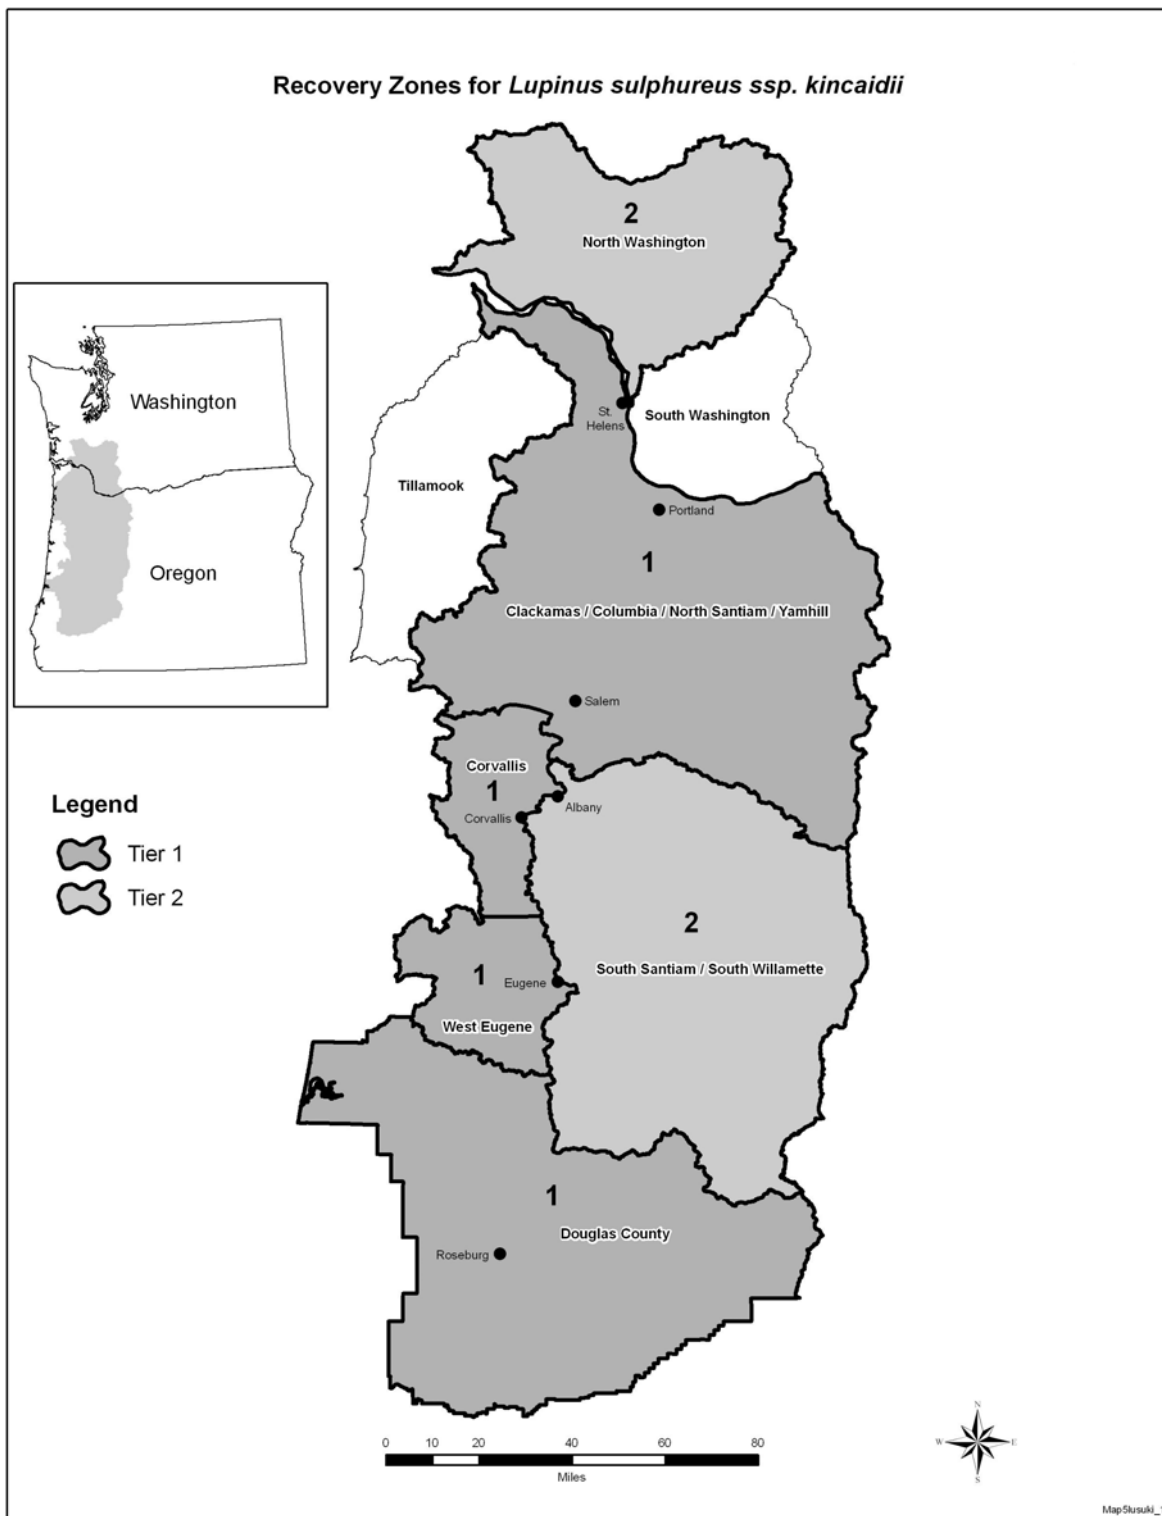 Recovery Zones for Lupinus sulphureus ssp. kincaidii
2
North Washington
Washington
Oregon
St.
Helens
South Washington
Tillamook
Portland
1
Clackamas / Columbia / North Santiam / Yamhill
Salem
Corvallis
1
Corvallis
Albany
Legend
Tier 1
Tier 2
2
South Santiam / South Willamette
1
Eugene
West Eugene
1
Douglas County
Roseburg
0 10 20 40 60 80
Miles
N
W E
S